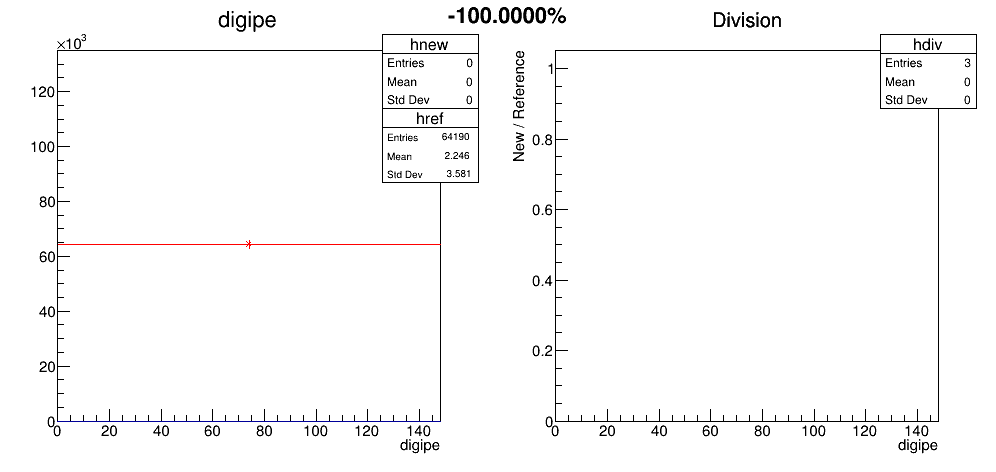 -100.0000%
digipe
×10³
hnew
Entries 0
Mean 0
Std Dev 0
href
Entries 64190
Mean 2.246
Std Dev 3.581
120
100
80
60
40
20
0
0 20 40 60 80 100 120 140
digipe
Division
hdiv
Entries 3
Mean 0
Std Dev 0
New / Reference
1
0.8
0.6
0.4
0.2
0
0 20 40 60 80 100 120 140
digipe